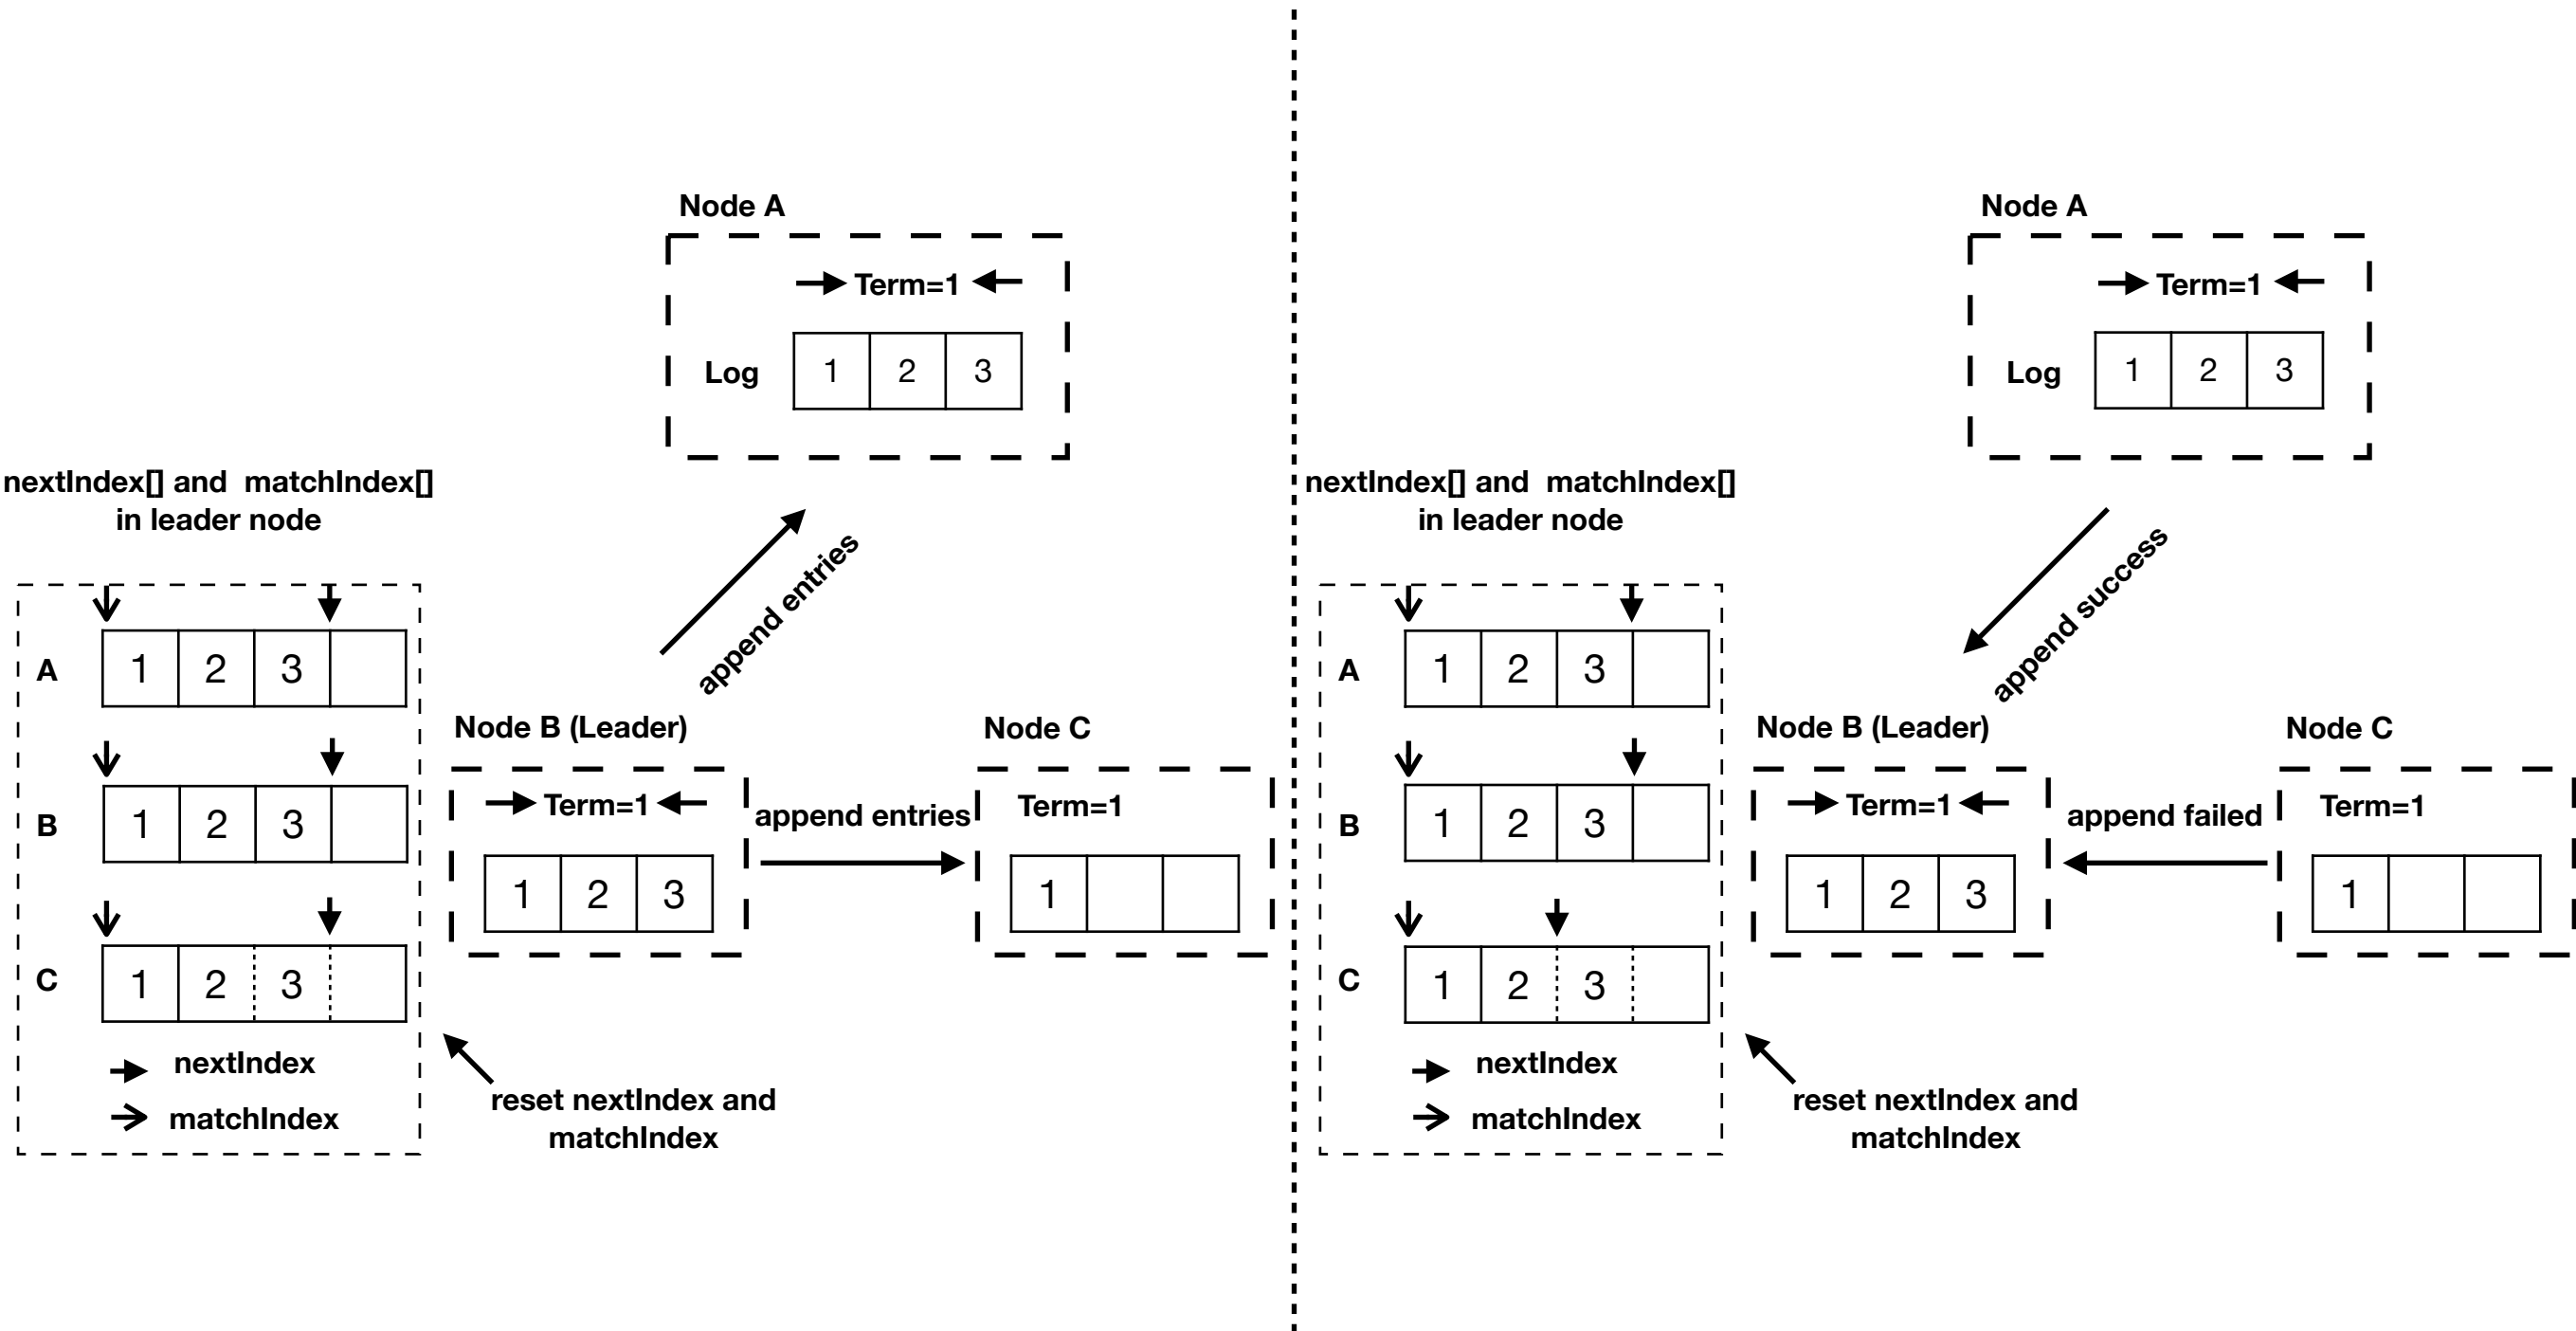 Node A
Term=1
Log 1 2 3
nextIndex[] and matchIndex[]
in leader node
append entries
A 1 2 3
B 1 2 3
C 1 2 3
nextIndex
matchIndex
Node B (Leader)
Term=1
1 2 3
append entries
Node C
Term=1
1
reset nextIndex and
matchIndex
Node A
Term=1
Log 1 2 3
nextIndex[] and matchIndex[]
in leader node
append success
A 1 2 3
B 1 2 3
C 1 2 3
nextIndex
matchIndex
Node B (Leader)
Term=1
1 2 3
append failed
Node C
Term=1
1
reset nextIndex and
matchIndex